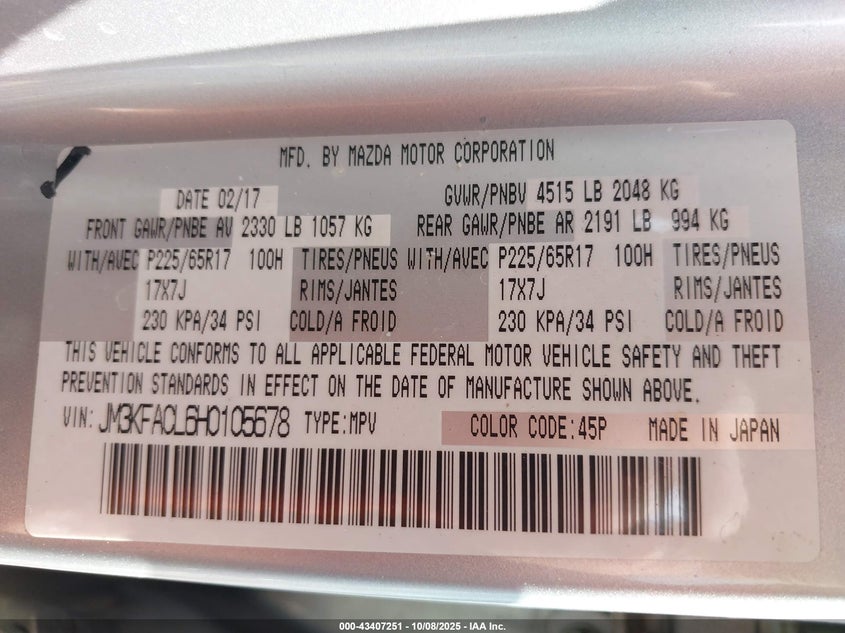 MFD. BY MAZDA MOTOR CORPORATION
DATE 02/17 GVWR/PNBV 4515 LB 2048 KG
FRONT GAWR/PNBE AV 2330 LB 1057 KG REAR GAWR/PNBE AR 2191 LB 994 KG
WITH/AVEC P225/65R17 100H TIRES/PNEUS WITH/AVEC P225/65R17 100H TIRES/PNEUS
17X7J RIMS/JANTES 17X7J RIMS/JANTES
230 KPA/34 PSI COLD/A FROID 230 KPA/34 PSI COLD/A FROID
THIS VEHICLE CONFORMS TO ALL APPLICABLE FEDERAL MOTOR VEHICLE SAFETY AND THEFT
PREVENTION STANDARDS IN EFFECT ON THE DATE OF MANUFACTURE SHOWN ABOVE.
VIN: JM3KFACL6H0105678 TYPE:MPV COLOR CODE:45P MADE IN JAPAN
000-43407251 - 10/08/2025 - IAA Inc.